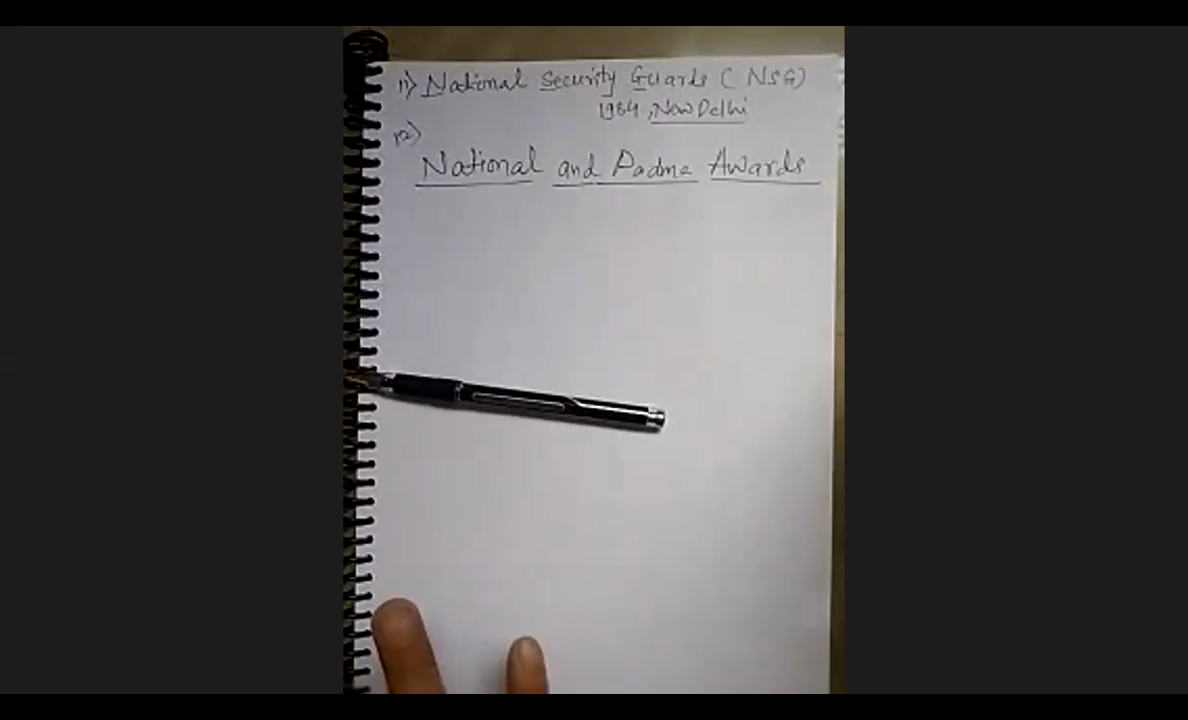 11) National Security Guards (NSG)
1984, New Delhi
12)
National and Padma Awards